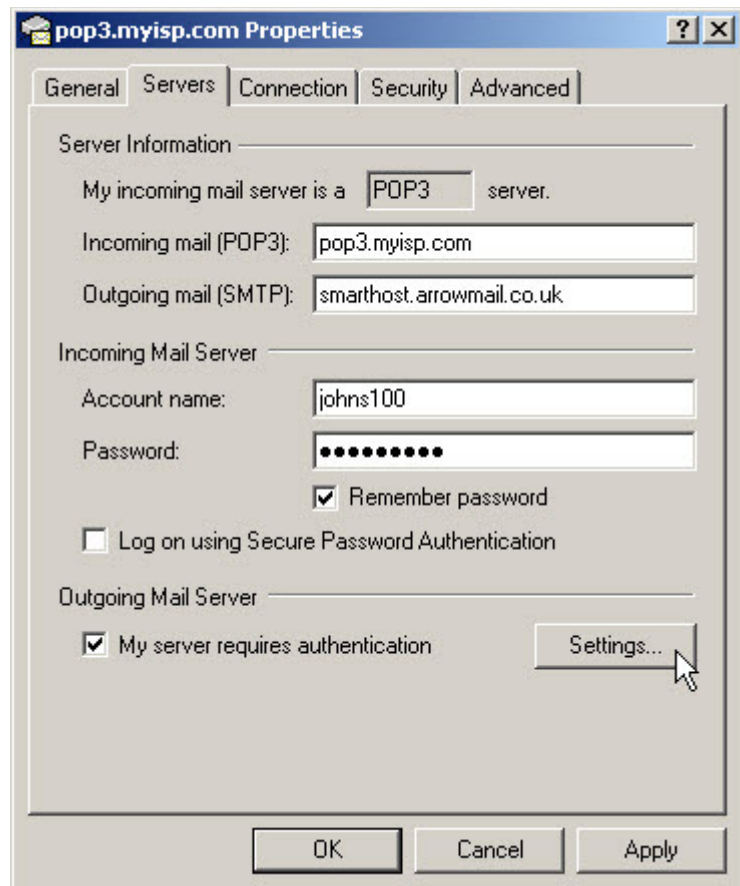 pop3.myisp.com Properties
General Servers Connection Security Advanced
Server Information
My incoming mail server is a POP3 server.
Incoming mail (POP3): pop3.myisp.com
Outgoing mail (SMTP): smarthost.arrowmail.co.uk
Incoming Mail Server
Account name: johns100
Password: ●●●●●●●●●
Remember password
Log on using Secure Password Authentication
Outgoing Mail Server
My server requires authentication Settings...
OK Cancel Apply